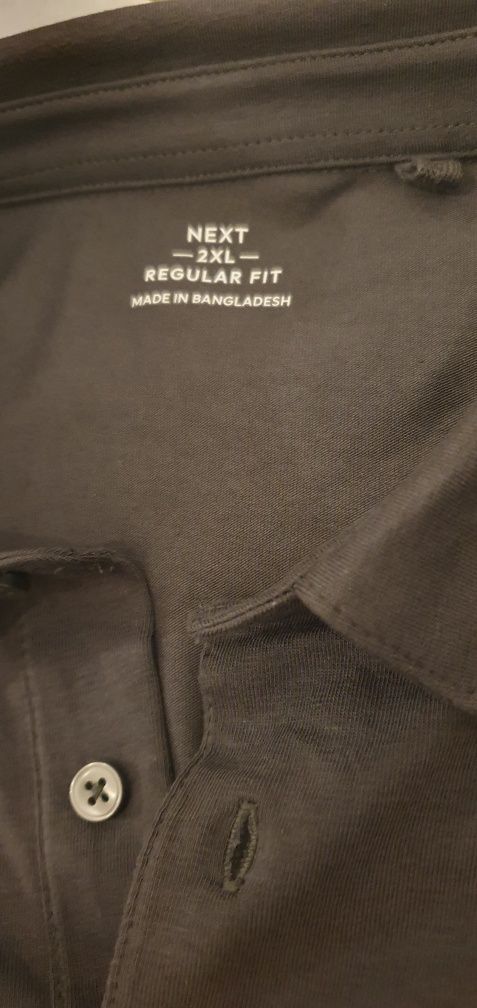 NEXT
— 2XL —
REGULAR FIT
MADE IN BANGLADESH